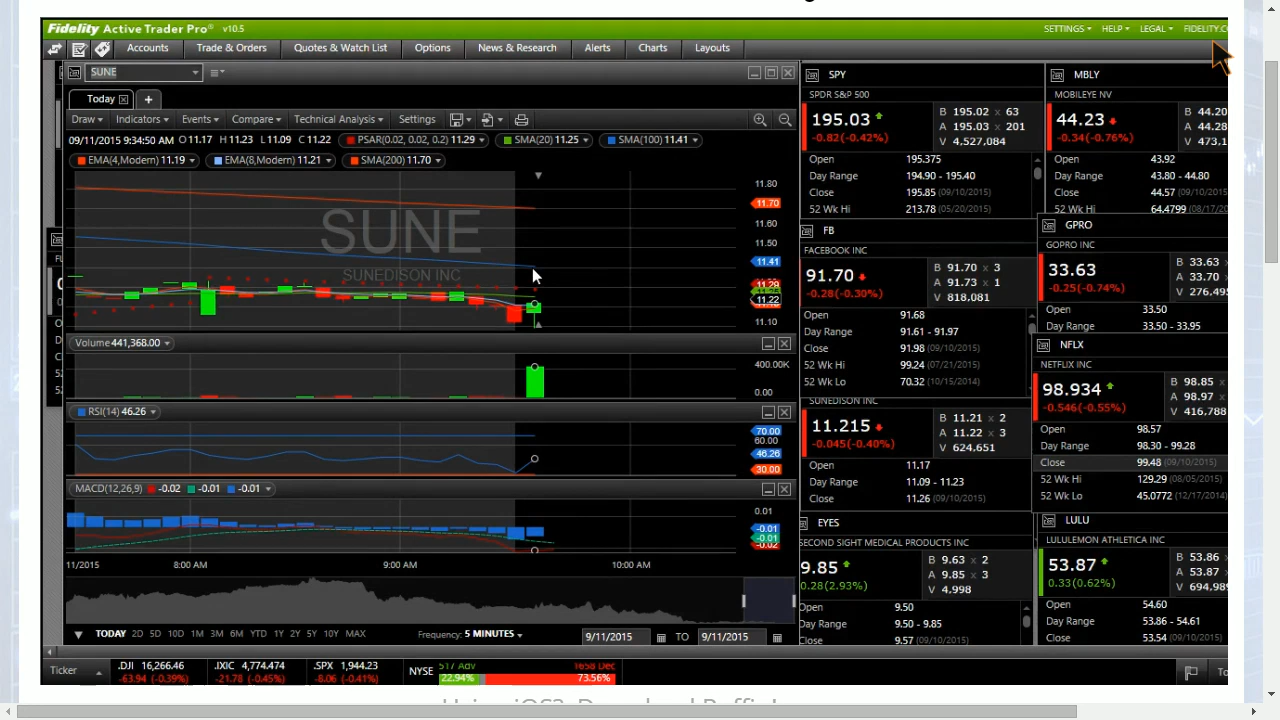 Fidelity Active Trader Pro® v10.5
SETTINGS HELP LEGAL FIDELITY.CO
Accounts Trade & Orders Quotes & Watch List Options News & Research Alerts Charts Layouts
SUNE
Today +
Draw Indicators Events Compare Technical Analysis Settings
09/11/2015 9:34:50 AM O 11.17 H 11.23 L 11.09 C 11.22 PSAR(0.02, 0.02, 0.2) 11.29 SMA(20) 11.25 SMA(100) 11.41
EMA(4,Modern) 11.19 EMA(8,Modern) 11.21 SMA(200) 11.70
SUNE
SUNEDISON INC
11.80
11.70
11.60
11.50
11.41
11.29
11.22
11.10
Volume 441,368.00
400.00K
0.00
RSI(14) 46.26
70.00
60.00
46.26
30.00
MACD(12,26,9) -0.02 -0.01 -0.01
0.01
-0.01
-0.01
-0.02
11/2015 8:00 AM 9:00 AM 10:00 AM
TODAY 2D 5D 10D 1M 3M 6M YTD 1Y 2Y 5Y 10Y MAX Frequency: 5 MINUTES 9/11/2015 TO 9/11/2015
SPY
SPDR S&P 500
195.03
-0.82(-0.42%)
B 195.02 x 63
A 195.03 x 201
V 4,527,084
Open 195.375
Day Range 194.90 - 195.40
Close 195.85 (09/10/2015)
52 Wk Hi 213.78 (05/20/2015)
FB
FACEBOOK INC
91.70
-0.28(-0.30%)
B 91.70 x 3
A 91.73 x 1
V 818,081
Open 91.68
Day Range 91.61 - 91.97
Close 91.98 (09/10/2015)
52 Wk Hi 99.24 (07/21/2015)
52 Wk Lo 70.32 (10/15/2014)
SUNEDISON INC
11.215
-0.045(-0.40%)
B 11.21 x 2
A 11.22 x 3
V 624,651
Open 11.17
Day Range 11.09 - 11.23
Close 11.26 (09/10/2015)
EYES
SECOND SIGHT MEDICAL PRODUCTS INC
9.85
0.28(2.93%)
B 9.63 x 2
A 9.85 x 3
V 4,998
Open 9.50
Day Range 9.50 - 9.85
Close 9.57 (09/10/2015)
MBLY
MOBILEYE NV
44.23
-0.34(-0.76%)
B 44.20
A 44.28
V 473,1
Open 43.92
Day Range 43.80 - 44.80
Close 44.57 (09/10/2015)
52 Wk Hi 64.4799 (08/17/20
GPRO
GOPRO INC
33.63
-0.25(-0.74%)
B 33.63
A 33.70
V 276,495
Open 33.50
Day Range 33.50 - 33.95
NFLX
NETFLIX INC
98.934
-0.546(-0.55%)
B 98.85
A 98.97
V 416,788
Open 98.57
Day Range 98.30 - 99.28
Close 99.48 (09/10/2015)
52 Wk Hi 129.29 (08/05/2015)
52 Wk Lo 45.0772 (12/17/2014)
LULU
LULULEMON ATHLETICA INC
53.87
0.33(0.62%)
B 53.86
A 53.87
V 694,989
Open 54.60
Day Range 53.86 - 54.61
Close 53.54 (09/10/2015)
Ticker .DJI 16,266.46 .IXIC 4,774.474 .SPX 1,944.23 NYSE 517 Adv 1658 Dec
-63.94 (-0.39%) -21.78 (-0.45%) -8.06 (-0.41%) 22.94% 73.56%